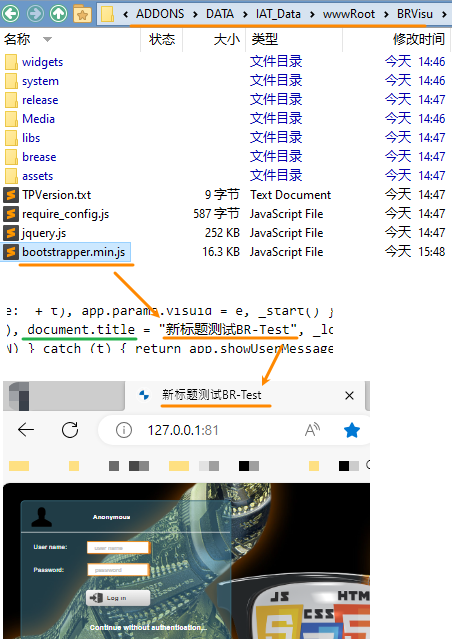 ADDONS DATA IAT_Data wwwRoot BRVisu
名称 状态 大小 类型 修改时间
widgets 文件目录 今天 14:46
system 文件目录 今天 14:46
release 文件目录 今天 14:47
Media 文件目录 今天 14:46
libs 文件目录 今天 14:47
brease 文件目录 今天 14:47
assets 文件目录 今天 14:47
TPVersion.txt 9 字节 Text Document 今天 14:47
require_config.js 587 字节 JavaScript File 今天 14:47
jquery.js 252 KB JavaScript File 今天 14:47
bootstrapper.min.js 16.3 KB JavaScript File 今天 15:48
e: + t), app.params.visuId = e, _start() }
), document.title = "新标题测试BR-Test", _lo
N) } catch (t) { return app.showUserMessage
新标题测试BR-Test
127.0.0.1:81
Anonymous
User name: user name
Password: password
Log in
Continue without authentication...
JS HTM
CSS